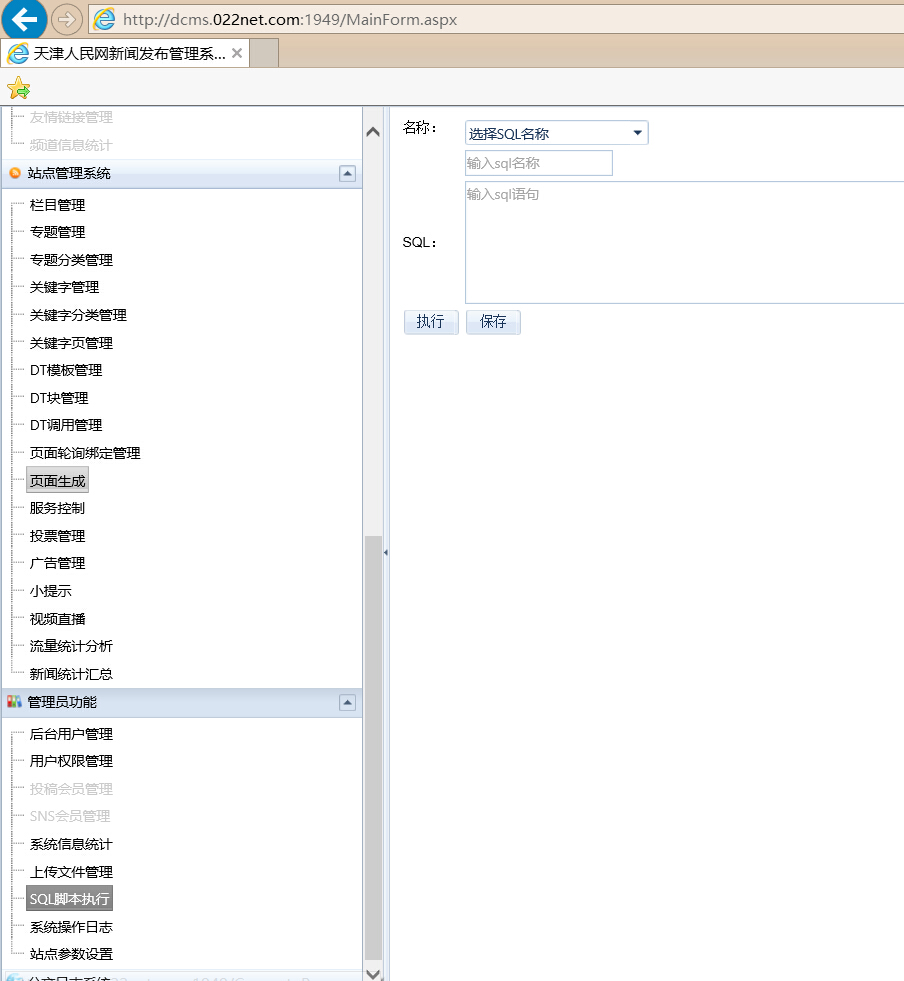 http://dcms.022net.com:1949/MainForm.aspx
天津人民网新闻发布管理系...
友情链接管理
频道信息统计
站点管理系统
栏目管理
专题管理
专题分类管理
关键字管理
关键字分类管理
关键字页管理
DT模板管理
DT块管理
DT调用管理
页面轮询绑定管理
页面生成
服务控制
投票管理
广告管理
小提示
视频直播
流量统计分析
新闻统计汇总
管理员功能
后台用户管理
用户权限管理
投稿会员管理
SNS会员管理
系统信息统计
上传文件管理
SQL脚本执行
系统操作日志
站点参数设置
名称：
选择SQL名称
输入sql名称
SQL：
输入sql语句
执行 保存